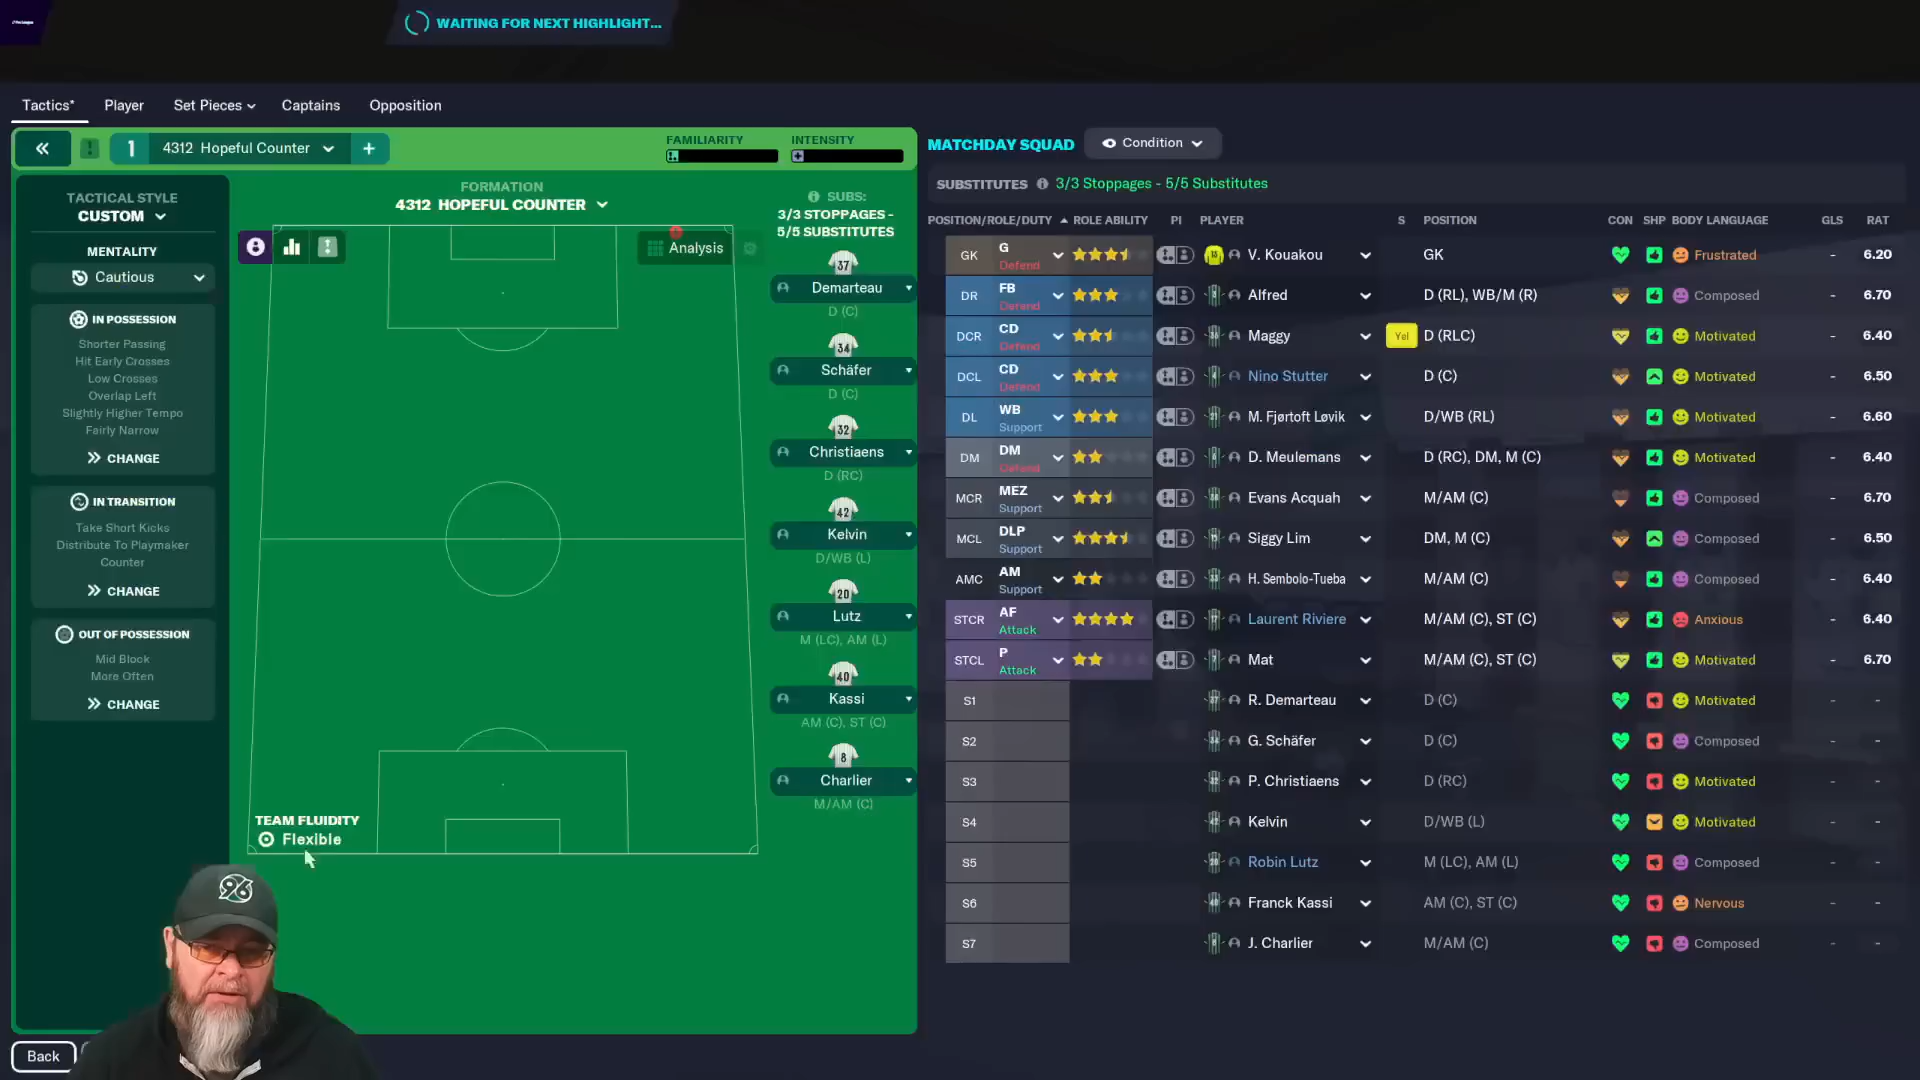 WAITING FOR NEXT HIGHLIGHT...
Tactics* Player Set Pieces Captains Opposition
1 4312 Hopeful Counter +
FAMILIARITY INTENSITY
TACTICAL STYLE
CUSTOM
MENTALITY
Cautious
IN POSSESSION
Shorter Passing
Hit Early Crosses
Low Crosses
Overlap Left
Slightly Higher Tempo
Fairly Narrow
CHANGE
IN TRANSITION
Take Short Kicks
Distribute To Playmaker
Counter
CHANGE
OUT OF POSSESSION
Mid Block
More Often
CHANGE
FORMATION
4312 HOPEFUL COUNTER
Analysis
TEAM FLUIDITY
Flexible
SUBS:
3/3 STOPPAGES -
5/5 SUBSTITUTES
37
Demarteau
D (C)
34
Schäfer
D (C)
32
Christiaens
D (RC)
42
Kelvin
D/WB (L)
20
Lutz
M (LC), AM (L)
40
Kassi
AM (C), ST (C)
8
Charlier
M/AM (C)
MATCHDAY SQUAD Condition
SUBSTITUTES 3/3 Stoppages - 5/5 Substitutes
POSITION/ROLE/DUTY ROLE ABILITY PI PLAYER S POSITION CON SHP BODY LANGUAGE GLS RAT
GK G Defend V. Kouakou GK Frustrated - 6.20
DR FB Defend Alfred D (RL), WB/M (R) Composed - 6.70
DCR CD Defend Maggy Yel D (RLC) Motivated - 6.40
DCL CD Defend Nino Stutter D (C) Motivated - 6.50
DL WB Support M. Fjørtoft Løvik D/WB (RL) Motivated - 6.60
DM DM Defend D. Meulemans D (RC), DM, M (C) Motivated - 6.40
MCR MEZ Support Evans Acquah M/AM (C) Composed - 6.70
MCL DLP Support Siggy Lim DM, M (C) Composed - 6.50
AMC AM Support H. Sembolo-Tueba M/AM (C) Composed - 6.40
STCR AF Attack Laurent Riviere M/AM (C), ST (C) Anxious - 6.40
STCL P Attack Mat M/AM (C), ST (C) Motivated - 6.70
S1 R. Demarteau D (C) Motivated - -
S2 G. Schäfer D (C) Composed - -
S3 P. Christiaens D (RC) Motivated - -
S4 Kelvin D/WB (L) Motivated - -
S5 Robin Lutz M (LC), AM (L) Composed - -
S6 Franck Kassi AM (C), ST (C) Nervous - -
S7 J. Charlier M/AM (C) Composed - -
96
Back